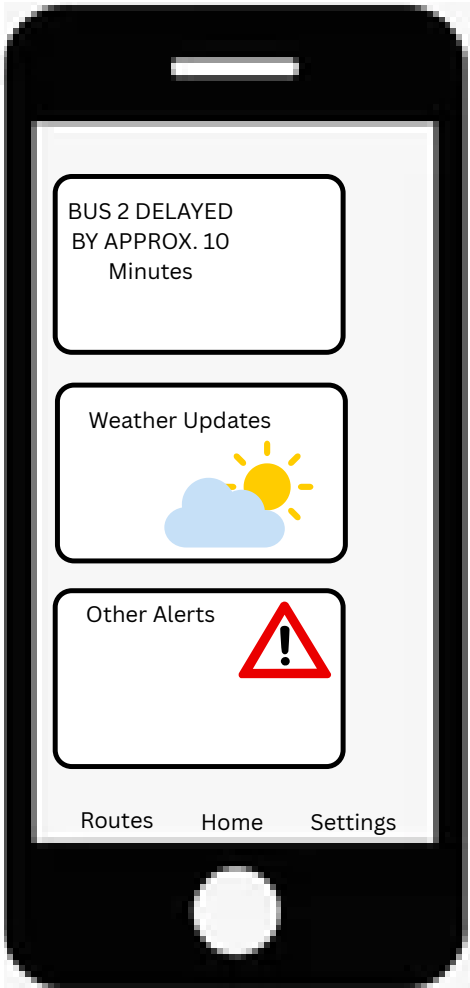 BUS 2 DELAYED
BY APPROX. 10
Minutes
Weather Updates
Other Alerts
Routes Home Settings